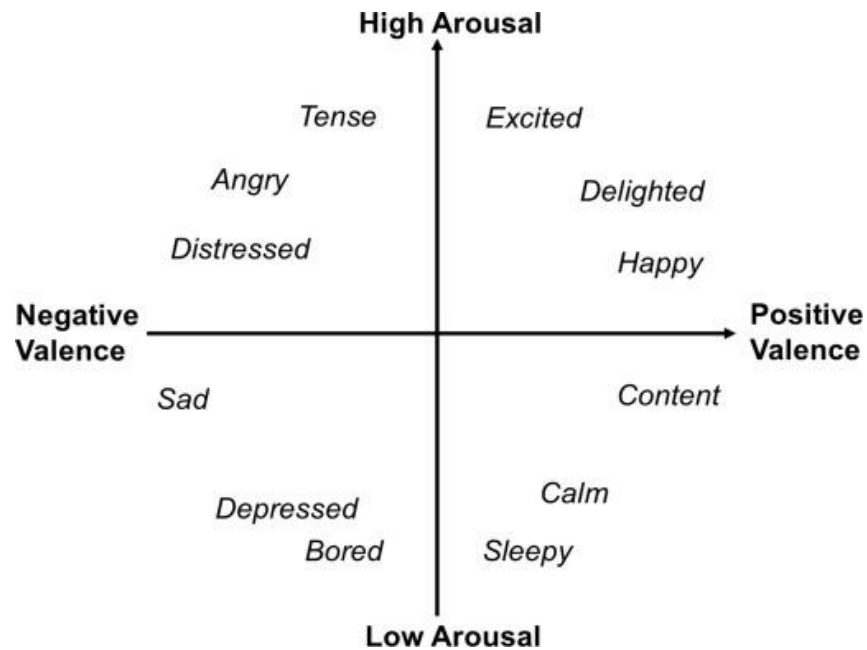 High Arousal
Tense
Excited
Angry
Delighted
Distressed
Happy
Negative
Valence
Positive
Valence
Sad
Content
Calm
Depressed
Bored
Sleepy
Low Arousal